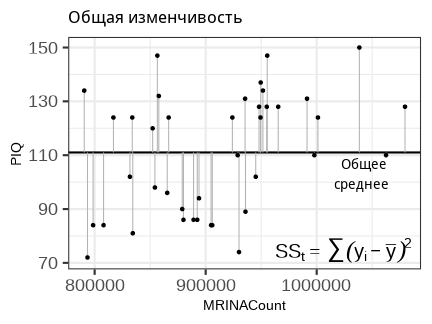 Общая изменчивость
PIQ
150
130
110
90
70
Общее
среднее
SSt = ∑(yi − y̅)2
800000 900000 1000000
MRINACount